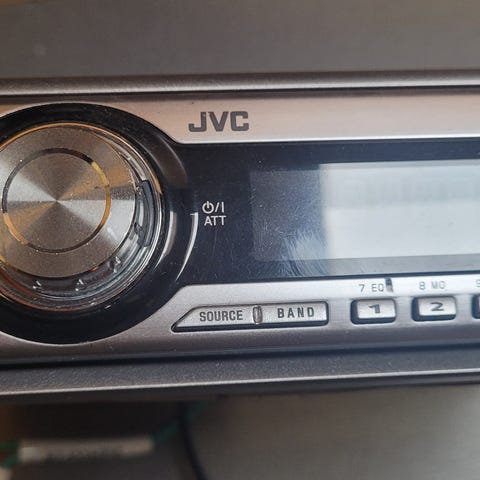 JVC
⏻/I
ATT
7 EQ
8 MO
SOURCE
BAND
1
2